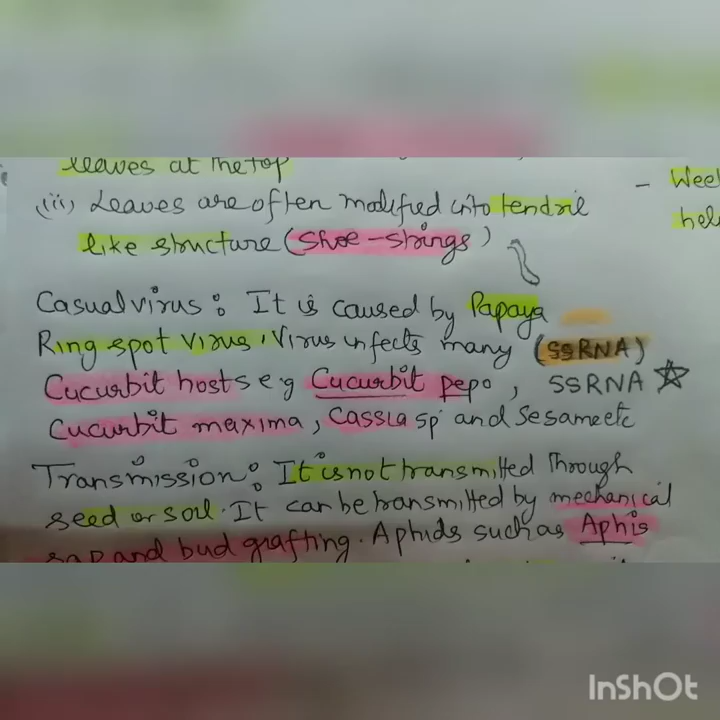 leaves at the top
(iii) Leaves are often modified into tendril
like structure (Shoe-strings)
- Weed
hel
Casual virus : It is caused by Papaya
Ring spot virus, Virus infects many (SSRNA)
Cucurbit hosts e.g Cucurbit pepo, SSRNA
Cucurbit maxima, Cassia sp and Sesame etc
Transmission : It is not transmitted through
seed or soil. It can be transmitted by mechanical
sap and bud grafting. Aphids such as Aphis
InShOt